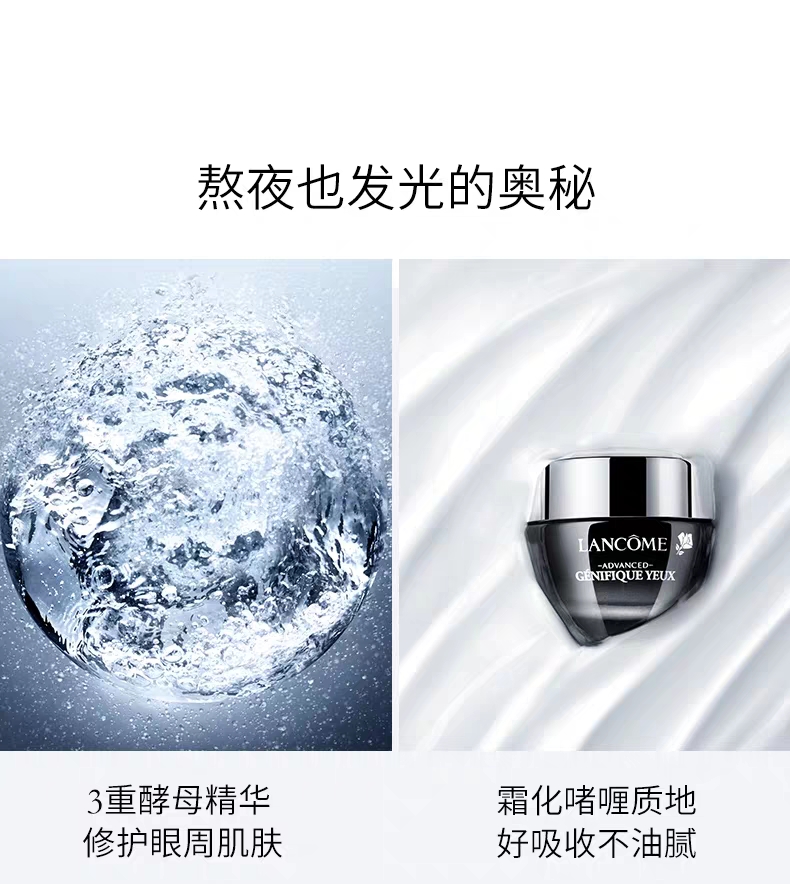 熬夜也发光的奥秘
LANCÔME
-ADVANCED-
GÉNIFIQUE YEUX
3重酵母精华
修护眼周肌肤
霜化啫喱质地
好吸收不油腻